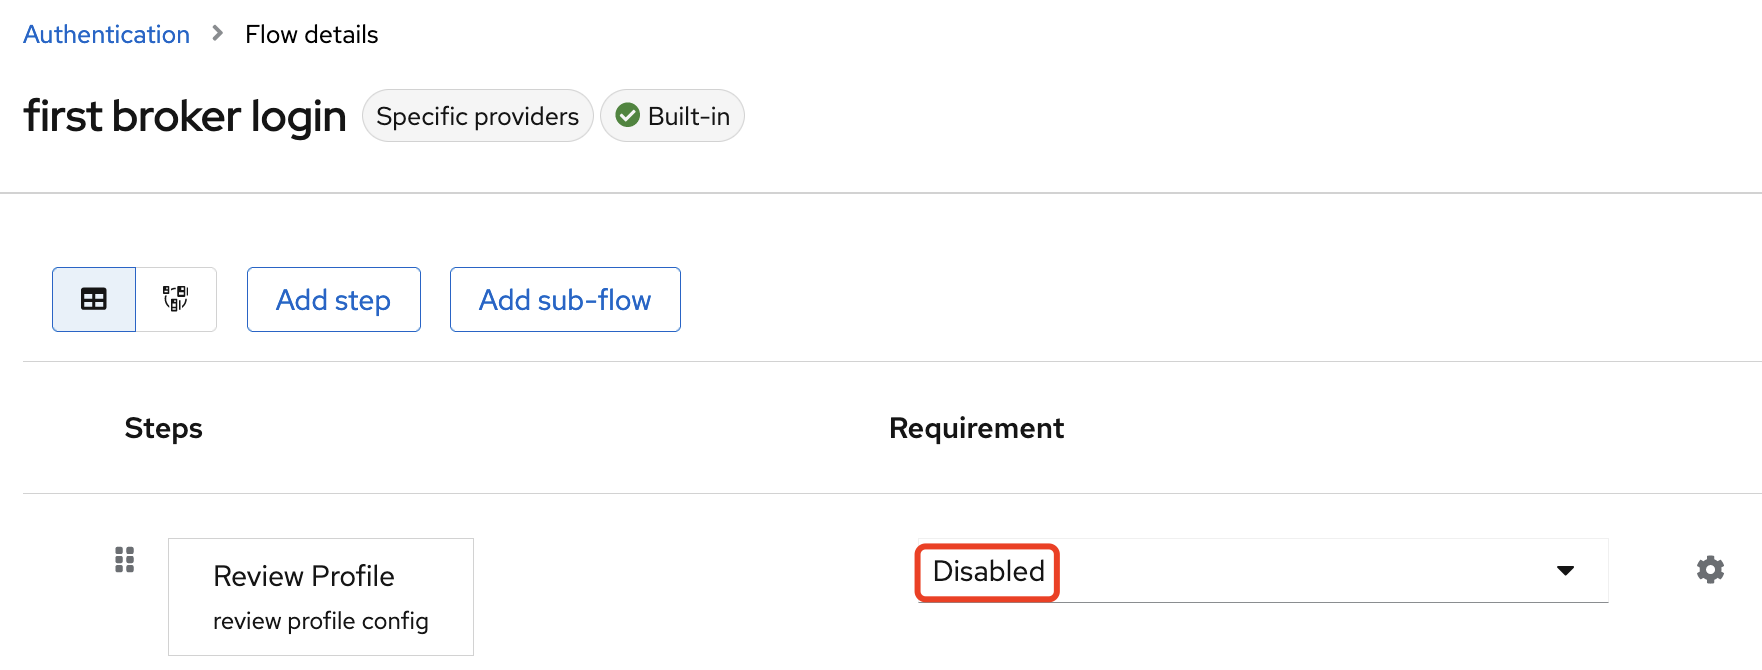 Authentication > Flow details
first broker login Specific providers Built-in
Add step Add sub-flow
Steps Requirement
Review Profile Disabled
review profile config